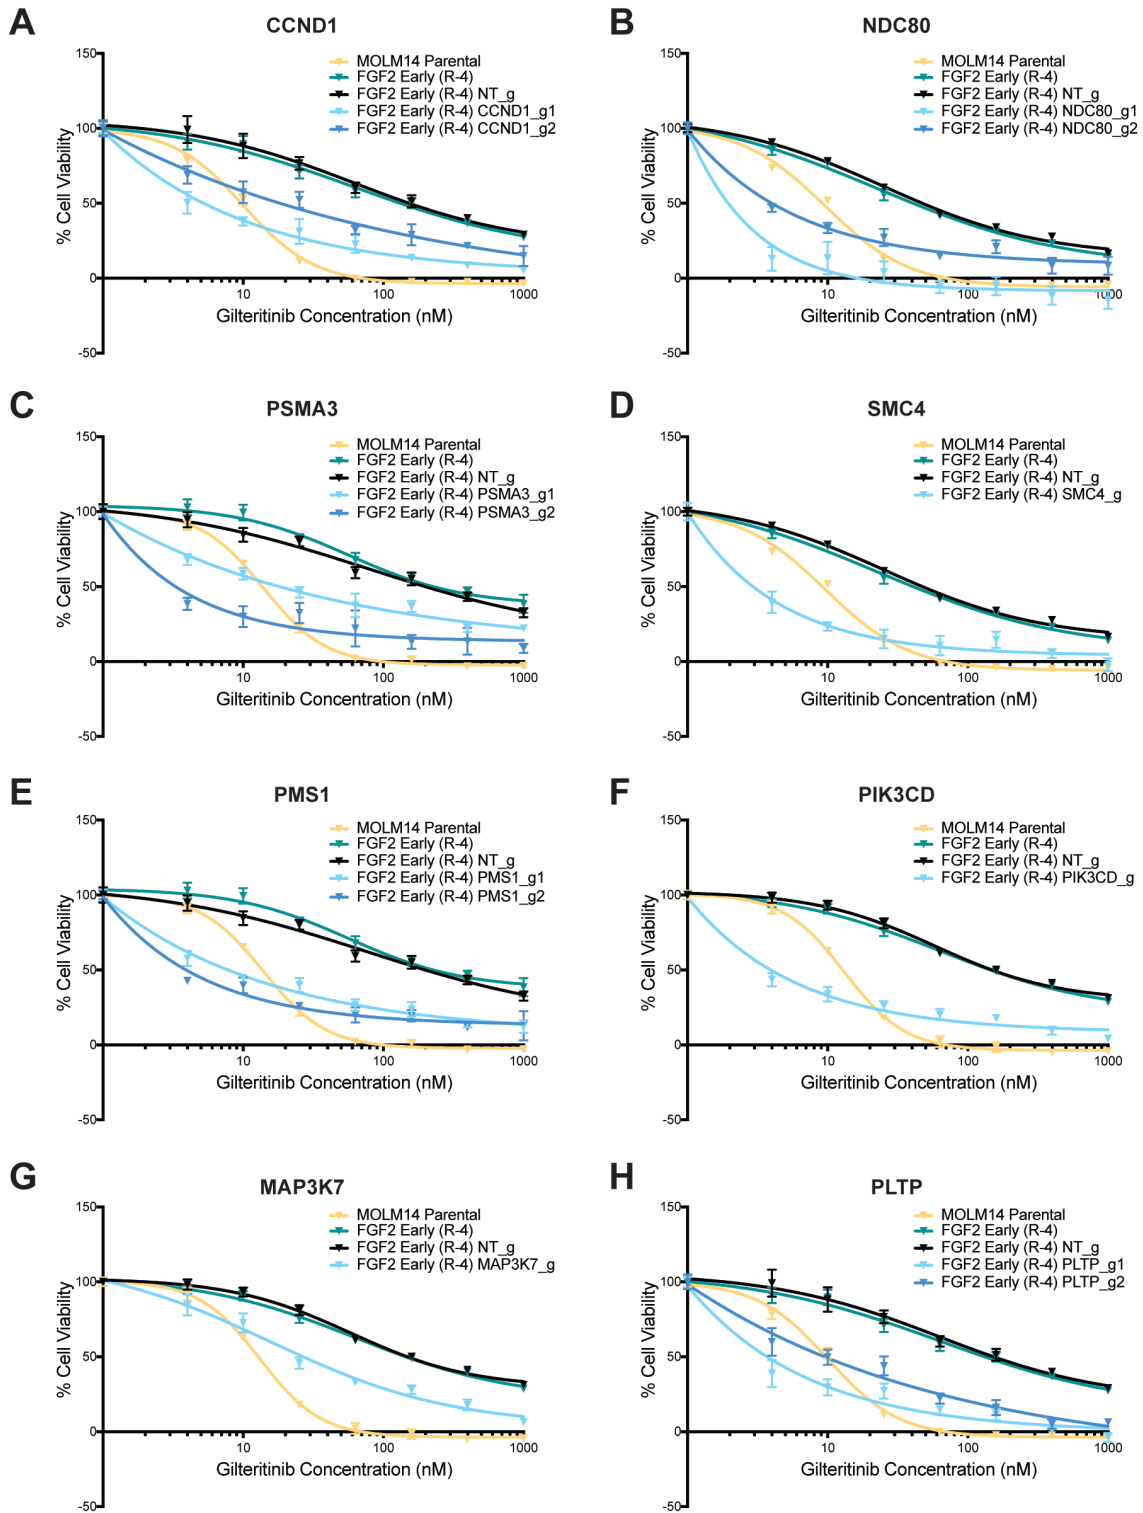 A
CCND1
150
100
50
0
-50
10
100
1000
% Cell Viability
Gilteritinib Concentration (nM)
MOLM14 Parental
FGF2 Early (R-4)
FGF2 Early (R-4) NT_g
FGF2 Early (R-4) CCND1_g1
FGF2 Early (R-4) CCND1_g2
B
NDC80
150
100
50
0
-50
10
100
1000
% Cell Viability
Gilteritinib Concentration (nM)
MOLM14 Parental
FGF2 Early (R-4)
FGF2 Early (R-4) NT_g
FGF2 Early (R-4) NDC80_g1
FGF2 Early (R-4) NDC80_g2
C
PSMA3
150
100
50
0
-50
10
100
1000
% Cell Viability
Gilteritinib Concentration (nM)
MOLM14 Parental
FGF2 Early (R-4)
FGF2 Early (R-4) NT_g
FGF2 Early (R-4) PSMA3_g1
FGF2 Early (R-4) PSMA3_g2
D
SMC4
150
100
50
0
-50
10
100
1000
% Cell Viability
Gilteritinib Concentration (nM)
MOLM14 Parental
FGF2 Early (R-4)
FGF2 Early (R-4) NT_g
FGF2 Early (R-4) SMC4_g
E
PMS1
150
100
50
0
-50
10
100
1000
% Cell Viability
Gilteritinib Concentration (nM)
MOLM14 Parental
FGF2 Early (R-4)
FGF2 Early (R-4) NT_g
FGF2 Early (R-4) PMS1_g1
FGF2 Early (R-4) PMS1_g2
F
PIK3CD
150
100
50
0
-50
10
100
1000
% Cell Viability
Gilteritinib Concentration (nM)
MOLM14 Parental
FGF2 Early (R-4)
FGF2 Early (R-4) NT_g
FGF2 Early (R-4) PIK3CD_g
G
MAP3K7
150
100
50
0
-50
10
100
1000
% Cell Viability
Gilteritinib Concentration (nM)
MOLM14 Parental
FGF2 Early (R-4)
FGF2 Early (R-4) NT_g
FGF2 Early (R-4) MAP3K7_g
H
PLTP
150
100
50
0
-50
10
100
1000
% Cell Viability
Gilteritinib Concentration (nM)
MOLM14 Parental
FGF2 Early (R-4)
FGF2 Early (R-4) NT_g
FGF2 Early (R-4) PLTP_g1
FGF2 Early (R-4) PLTP_g2